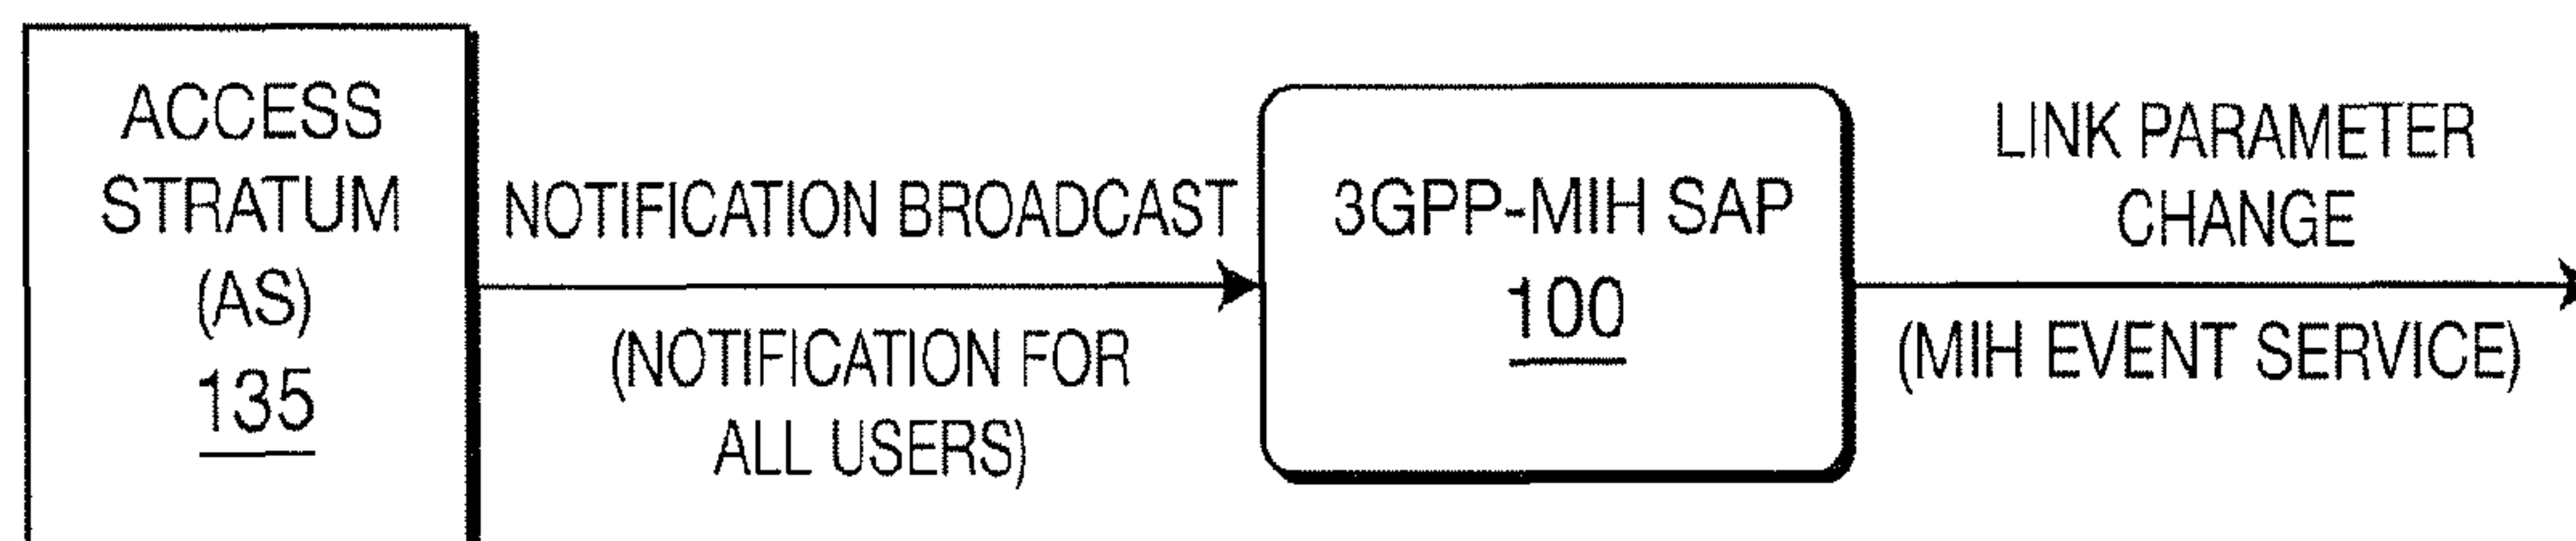 ACCESS
STRATUM
(AS)
135
NOTIFICATION BROADCAST
(NOTIFICATION FOR
ALL USERS)
3GPP-MIH SAP
100
LINK PARAMETER
CHANGE
(MIH EVENT SERVICE)